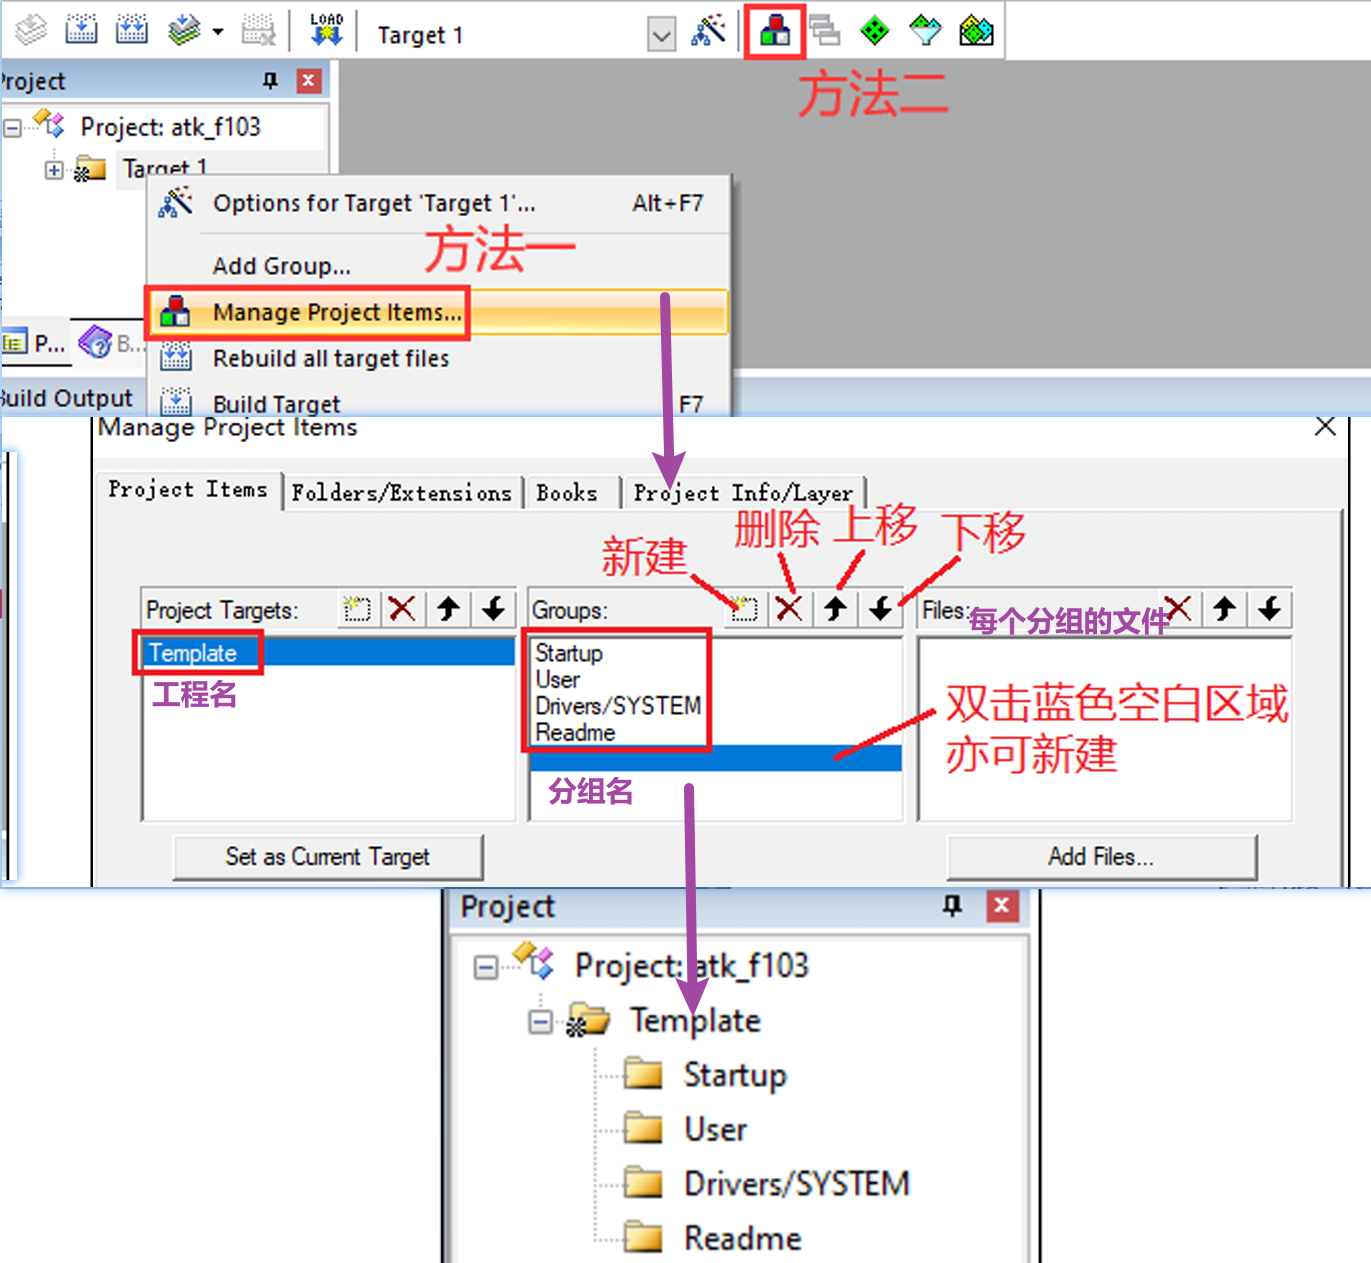 LOAD
Target 1
方法二
Project
Project: atk_f103
Target 1
Options for Target 'Target 1'... Alt+F7
方法一
Add Group...
Manage Project Items...
P... B...
Rebuild all target files
Build Output
Build Target F7
Manage Project Items
Project Items Folders/Extensions Books Project Info/Layer
新建 删除 上移 下移
Project Targets: Groups: Files: 每个分组的文件
Template
工程名
Startup
User
Drivers/SYSTEM
Readme
分组名
双击蓝色空白区域
亦可新建
Set as Current Target Add Files...
Project
Project: atk_f103
Template
Startup
User
Drivers/SYSTEM
Readme